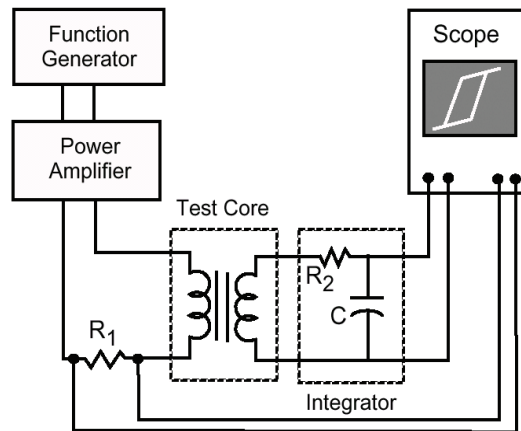 Function
Generator
Scope
Power
Amplifier
Test Core
R2
C
R1
Integrator